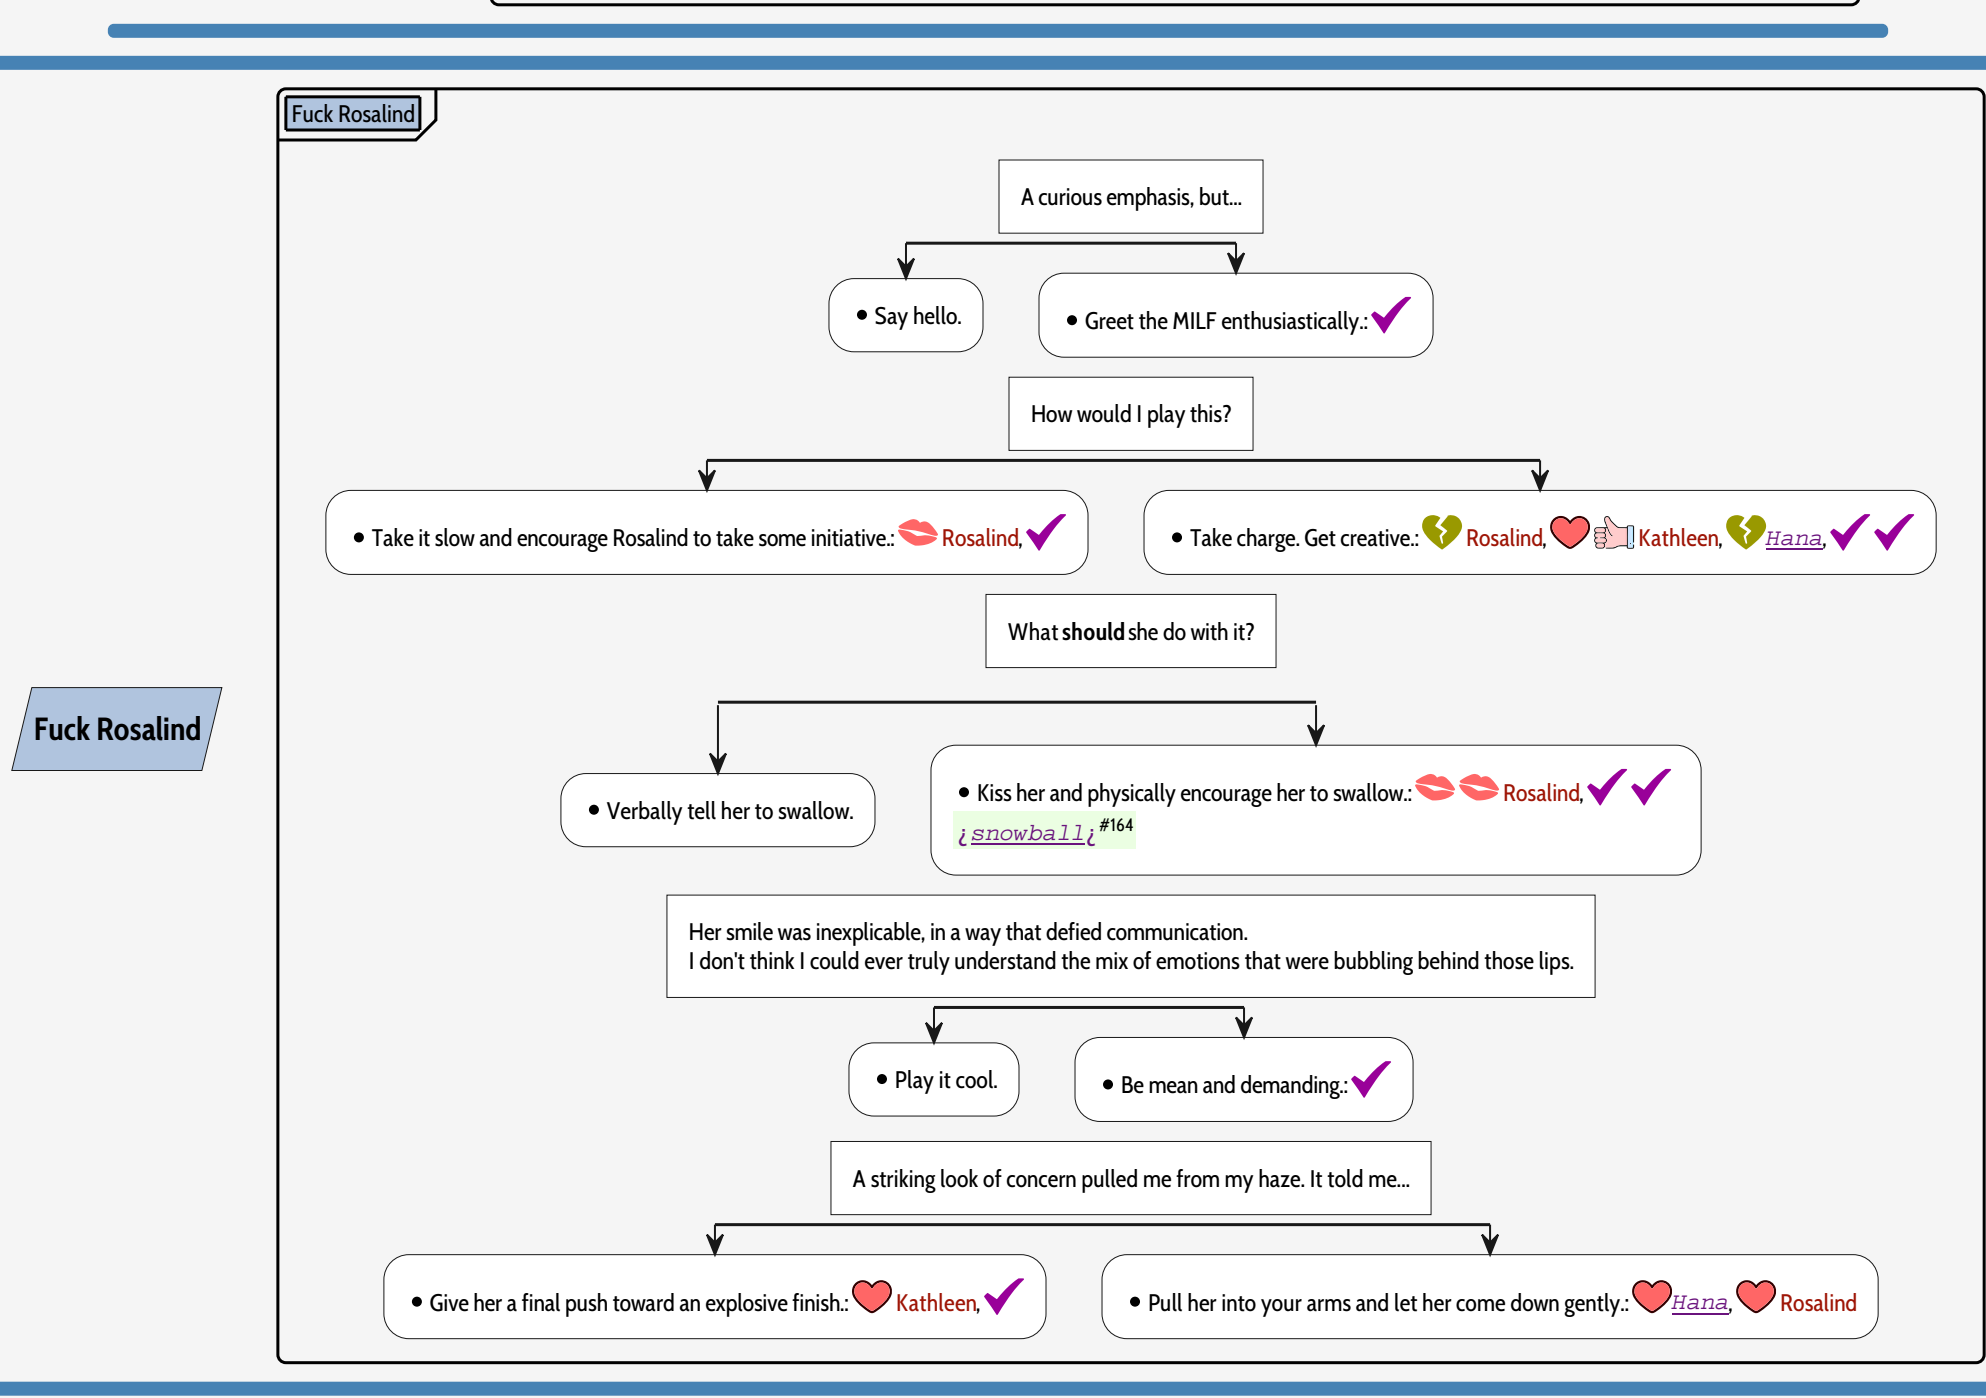 Fuck Rosalind
A curious emphasis, but...
• Say hello.
• Greet the MILF enthusiastically.:
How would I play this?
• Take it slow and encourage Rosalind to take some initiative.: Rosalind,
• Take charge. Get creative.: Rosalind, Kathleen, Hana,
What should she do with it?
Fuck Rosalind
• Verbally tell her to swallow.
• Kiss her and physically encourage her to swallow.: Rosalind,
¿snowball¿#164
Her smile was inexplicable, in a way that defied communication.
I don't think I could ever truly understand the mix of emotions that were bubbling behind those lips.
• Play it cool.
• Be mean and demanding.:
A striking look of concern pulled me from my haze. It told me...
• Give her a final push toward an explosive finish.: Kathleen,
• Pull her into your arms and let her come down gently.: Hana, Rosalind